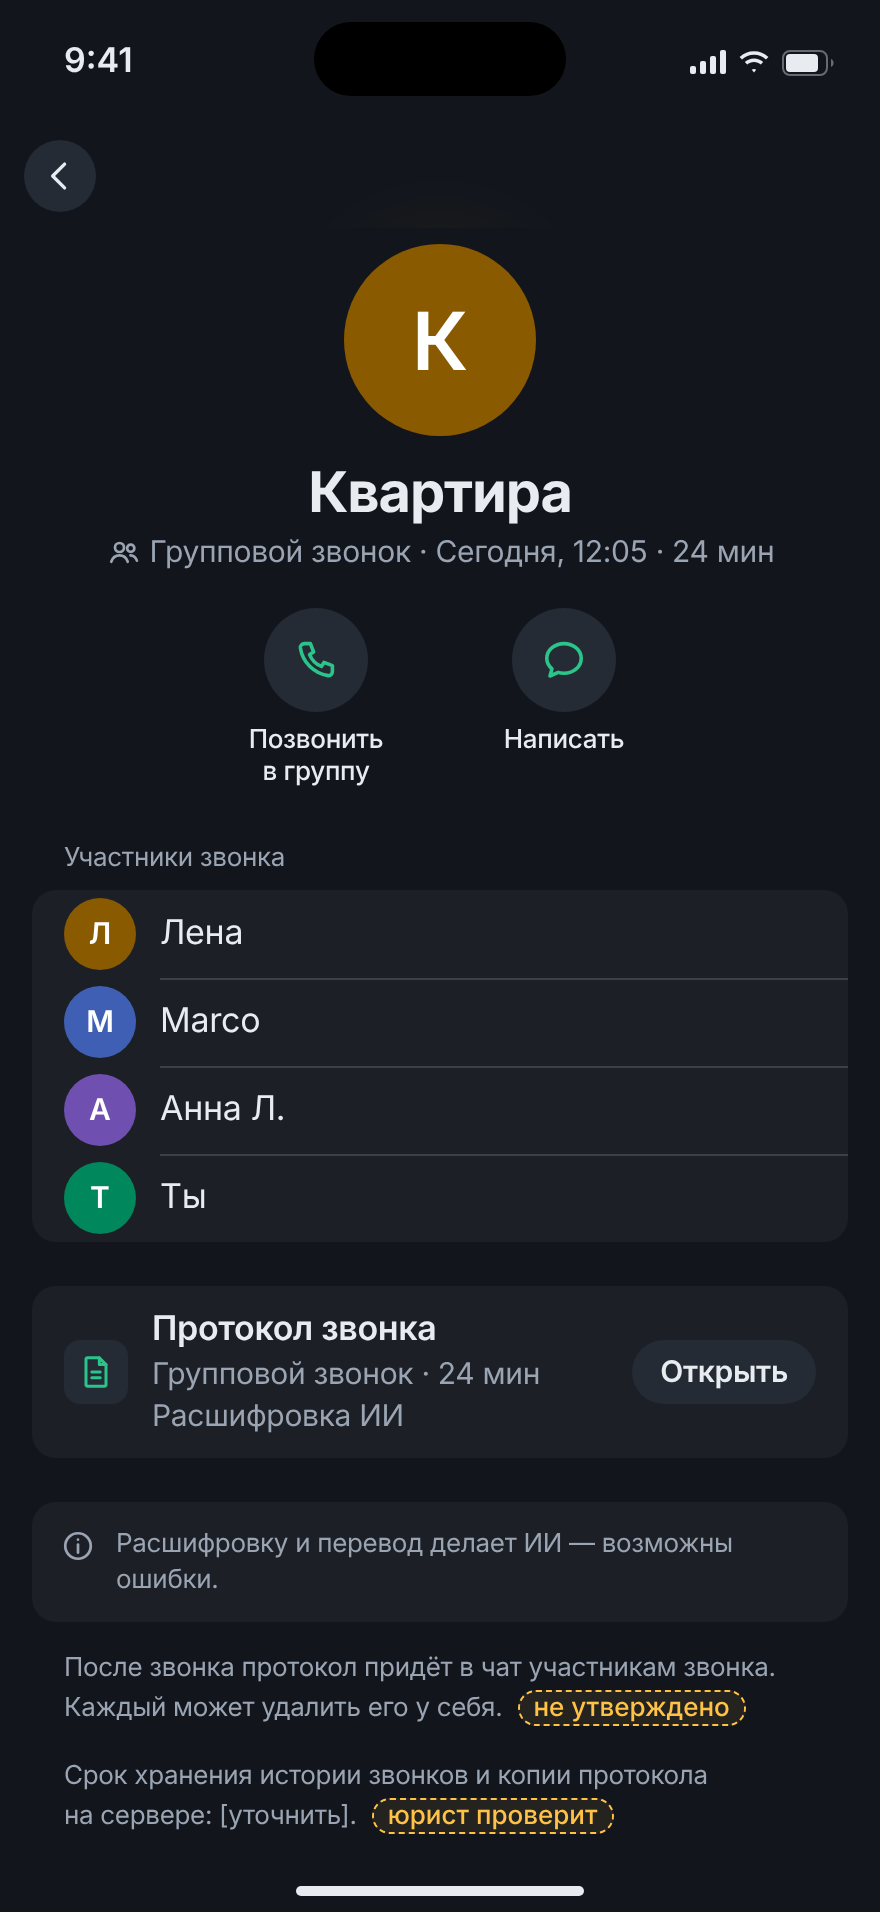 9:41
К
Квартира
Групповой звонок · Сегодня, 12:05 · 24 мин
Позвонить
в группу
Написать
Участники звонка
Л
Лена
M
Marco
А
Анна Л.
Т
Ты
Протокол звонка
Групповой звонок · 24 мин
Расшифровка ИИ
Открыть
Расшифровку и перевод делает ИИ — возможны
ошибки.
После звонка протокол придёт в чат участникам звонка.
Каждый может удалить его у себя. не утверждено
Срок хранения истории звонков и копии протокола
на сервере: [уточнить]. юрист проверит